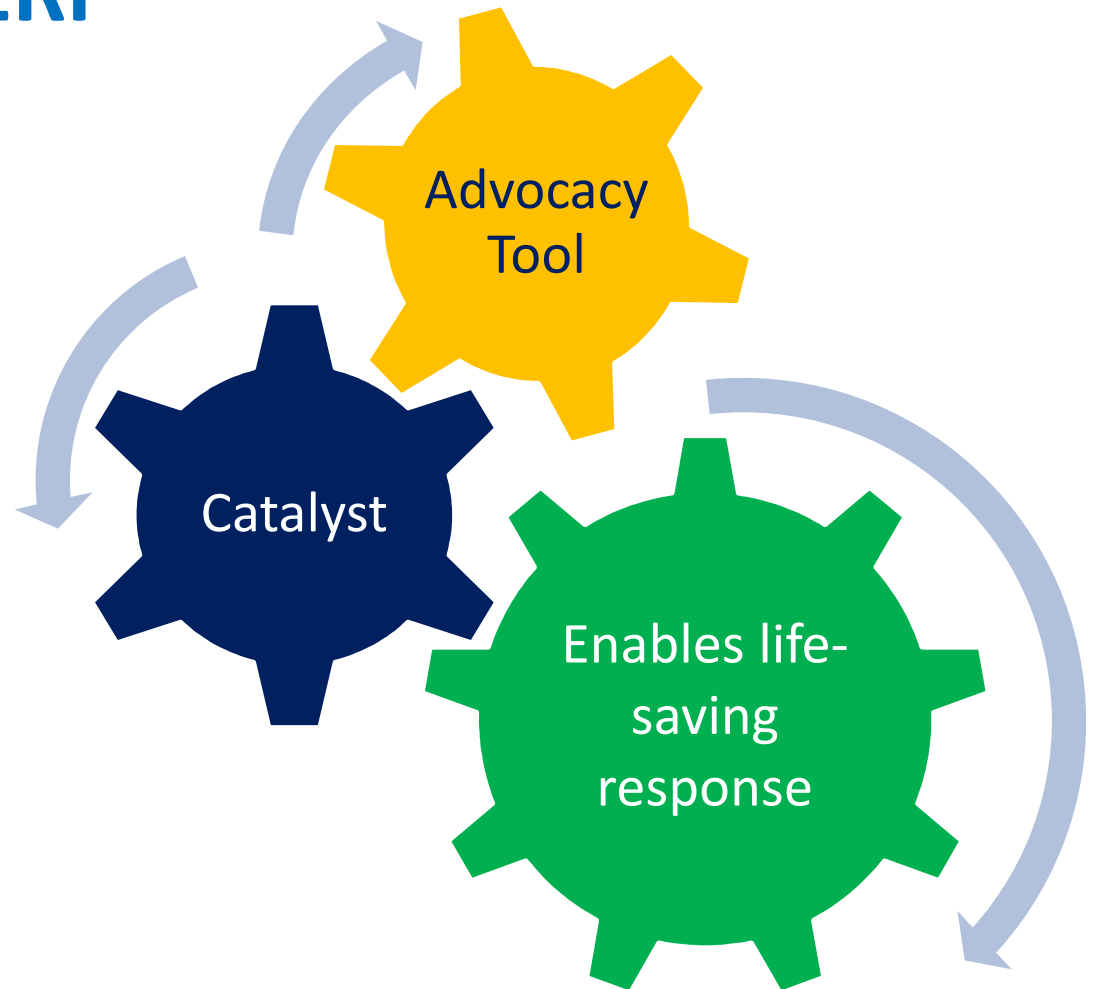 Advocacy
Tool
Catalyst
Enables life-
saving
response